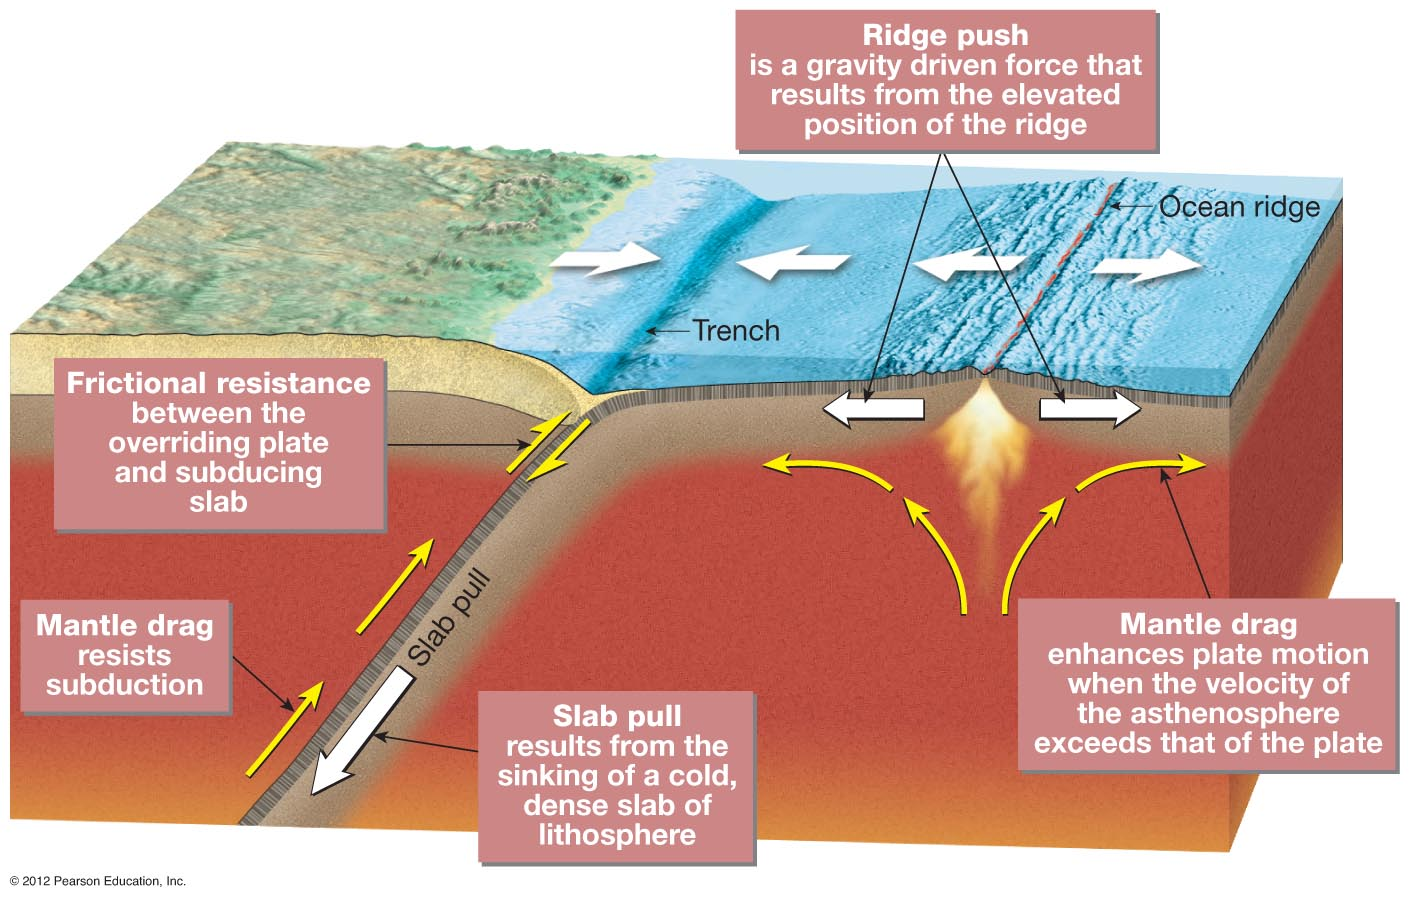 Ridge push
is a gravity driven force that
results from the elevated
position of the ridge
Ocean ridge
Trench
Frictional resistance
between the
overriding plate
and subducing
slab
Slab pull
Mantle drag
resists
subduction
Mantle drag
enhances plate motion
when the velocity of
the asthenosphere
exceeds that of the plate
Slab pull
results from the
sinking of a cold,
dense slab of
lithosphere
© 2012 Pearson Education, Inc.